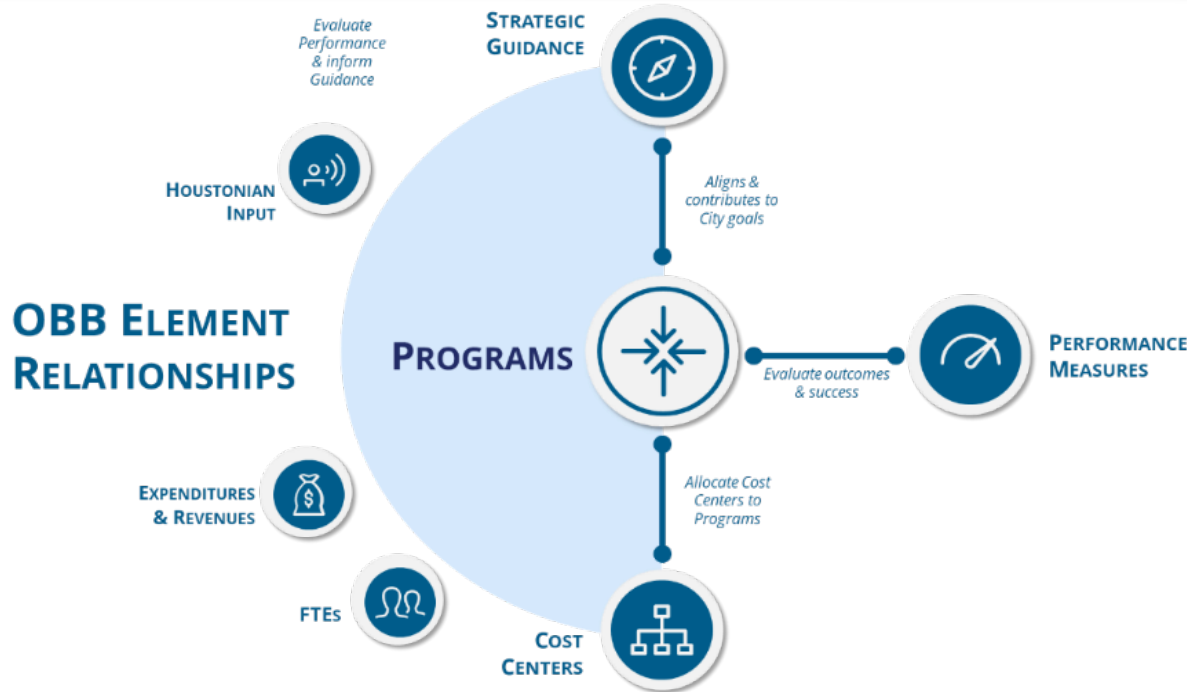 Evaluate
Performance
& inform
Guidance
STRATEGIC
GUIDANCE
HOUSTONIAN
INPUT
Aligns &
contributes to
City goals
OBB ELEMENT
RELATIONSHIPS
PROGRAMS
PERFORMANCE
MEASURES
Evaluate outcomes
& success
EXPENDITURES
& REVENUES
$
Allocate Cost
Centers to
Programs
FTES
COST
CENTERS